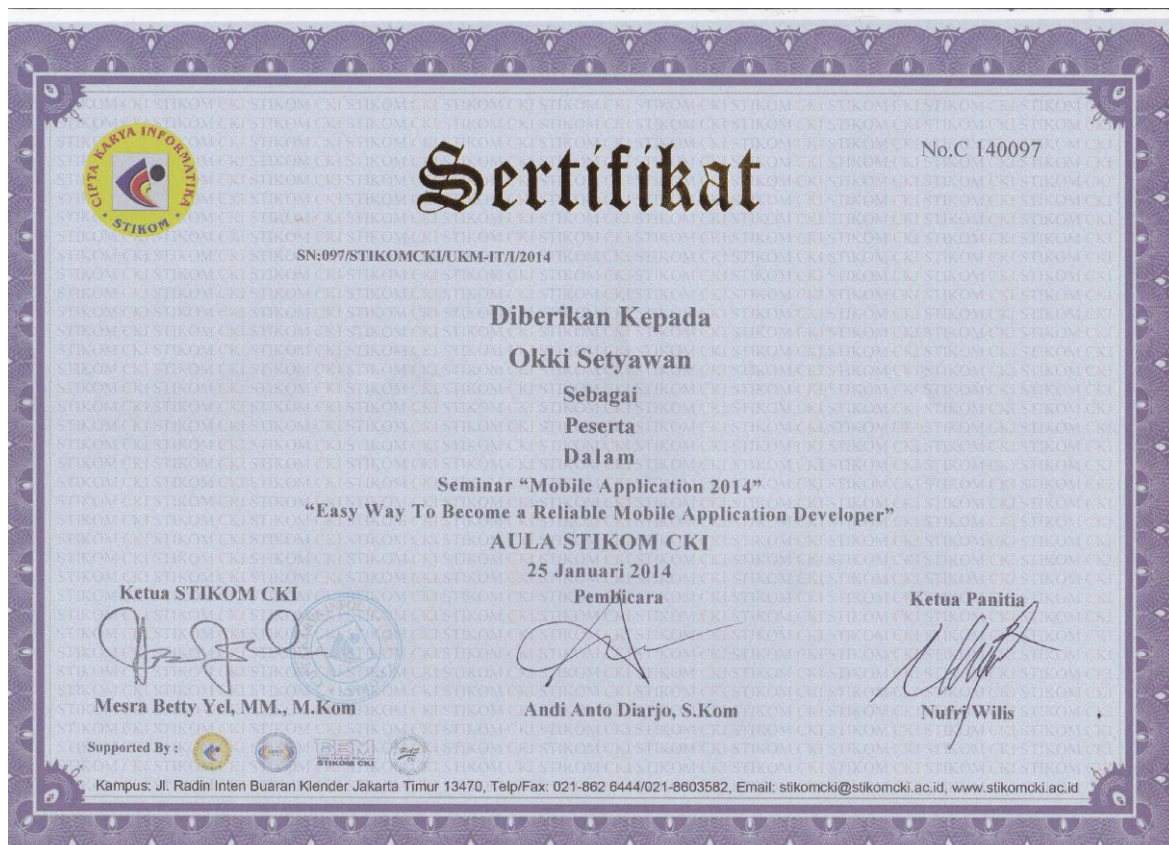 CIPTA KARYA INFORMATIKA
STIKOM
Sertifikat
No.C 140097
SN:097/STIKOMCKI/UKM-IT/I/2014
Diberikan Kepada
Okki Setyawan
Sebagai
Peserta
Dalam
Seminar “Mobile Application 2014”
“Easy Way To Become a Reliable Mobile Application Developer”
AULA STIKOM CKI
25 Januari 2014
Ketua STIKOM CKI
Pembicara
Ketua Panitia
Mesra Betty Yel, MM., M.Kom
Andi Anto Diarjo, S.Kom
Nufri Wilis
Supported By :
BEM
STIKOM CKI
Kampus: Jl. Radin Inten Buaran Klender Jakarta Timur 13470, Telp/Fax: 021-862 6444/021-8603582, Email: stikomcki@stikomcki.ac.id, www.stikomcki.ac.id